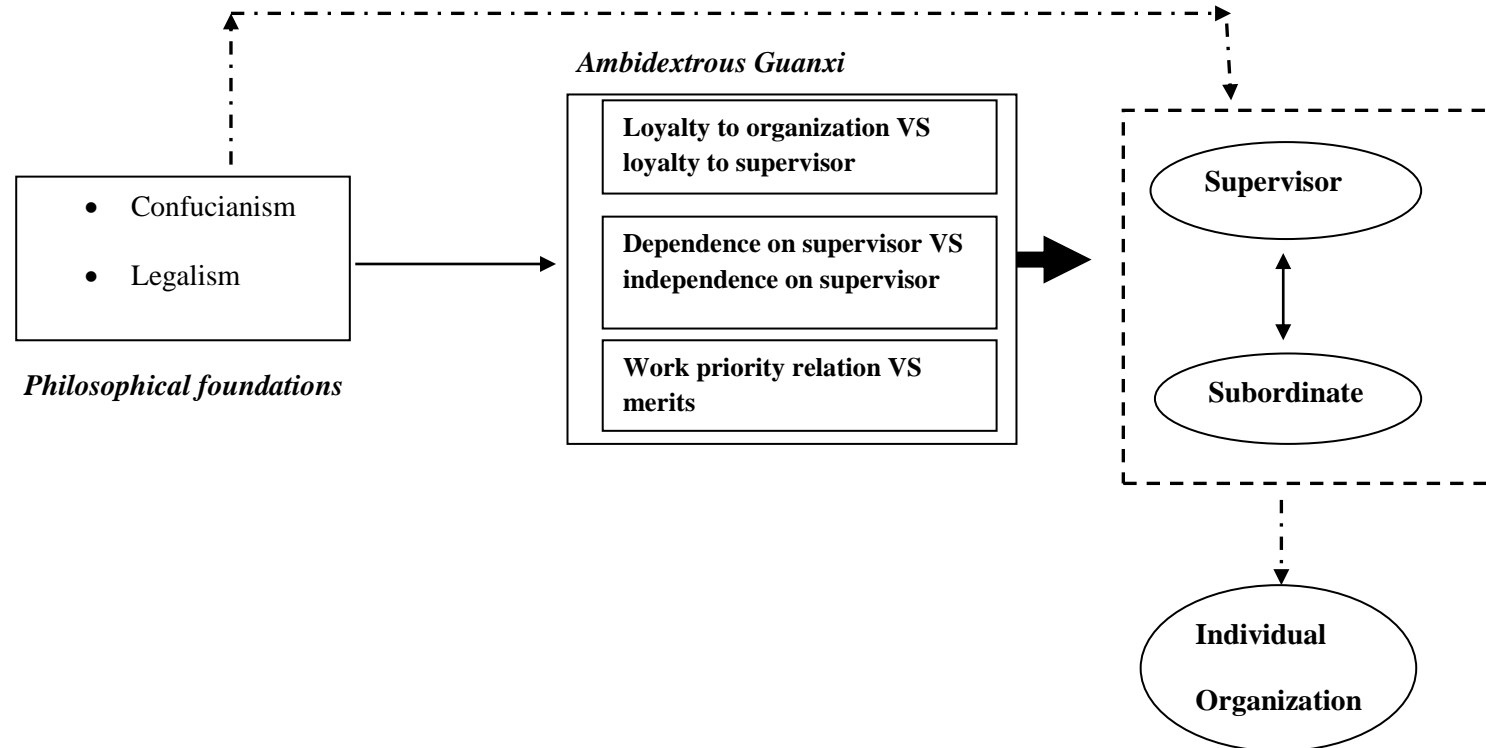 Ambidextrous Guanxi
Loyalty to organization VS
loyalty to supervisor
Confucianism
Legalism
Philosophical foundations
Dependence on supervisor VS
independence on supervisor
Work priority relation VS
merits
Supervisor
Subordinate
Individual
Organization